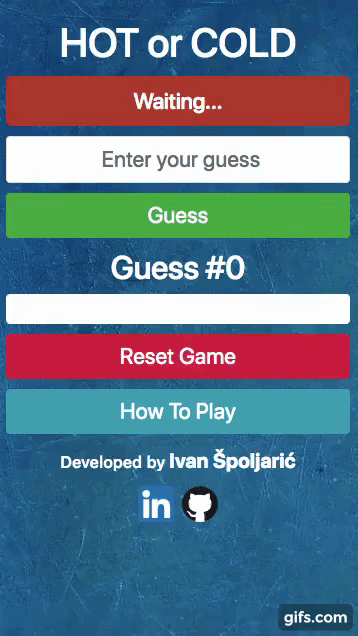 HOT or COLD
Waiting...
Enter your guess
Guess
Guess #0
Reset Game
How To Play
Developed by Ivan Špoljarić
in
gifs.com